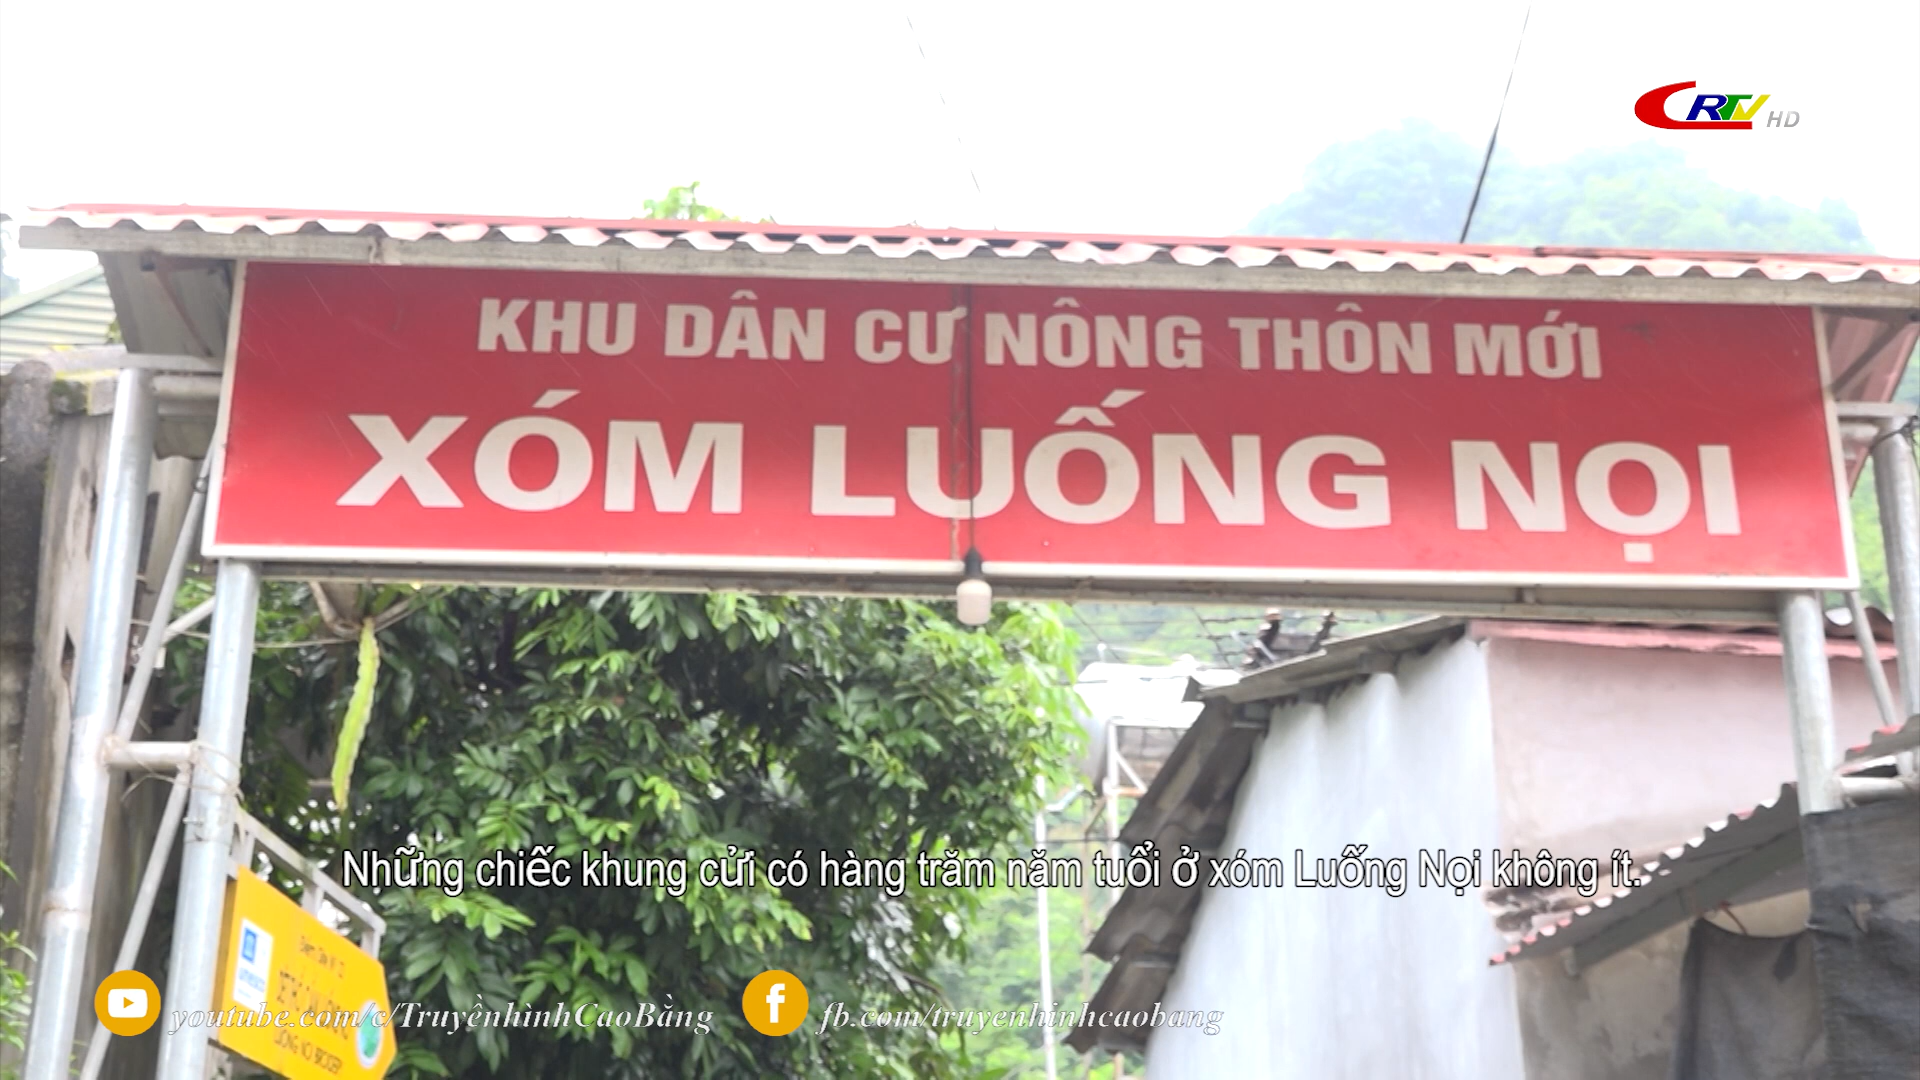 CRTV HD
KHU DÂN CƯ NÔNG THÔN MỚI
XÓM LUỐNG NỌI
Những chiếc khung cửi có hàng trăm năm tuổi ở xóm Luống Nọi không ít.
unesco
youtube.com/c/TruyềnhìnhCaoBằng
fb.com/truyenhinhcaobang